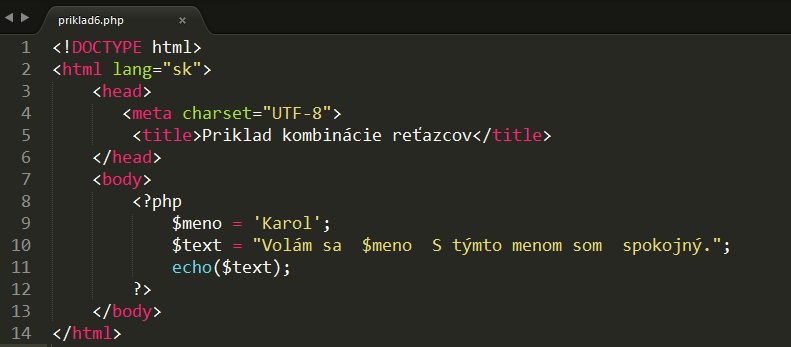 priklad6.php ×
1 <!DOCTYPE html>
2 <html lang="sk">
3     <head>
4        <meta charset="UTF-8">
5         <title>Priklad kombinácie reťazcov</title>
6     </head>
7     <body>
8         <?php
9             $meno = 'Karol';
10             $text = "Volám sa  $meno  S týmto menom som  spokojný.";
11             echo($text);
12         ?>
13     </body>
14 </html>